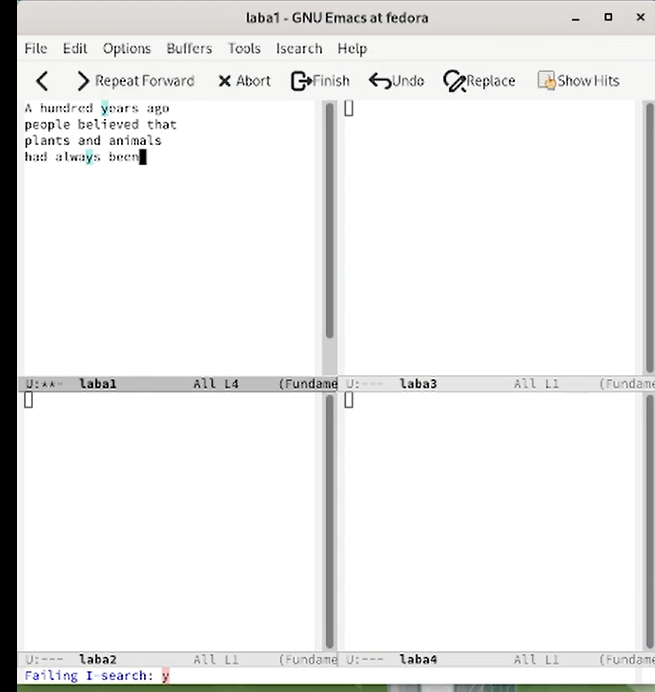 laba1 - GNU Emacs at fedora
File Edit Options Buffers Tools Isearch Help
Repeat Forward Abort Finish Undo Replace Show Hits
A hundred years ago
people believed that
plants and animals
had always been
U:**- laba1 All L4 (Fundame
U:--- laba3 All L1 (Fundame
U:--- laba2 All L1 (Fundame
U:--- laba4 All L1 (Fundame
Failing I-search: y